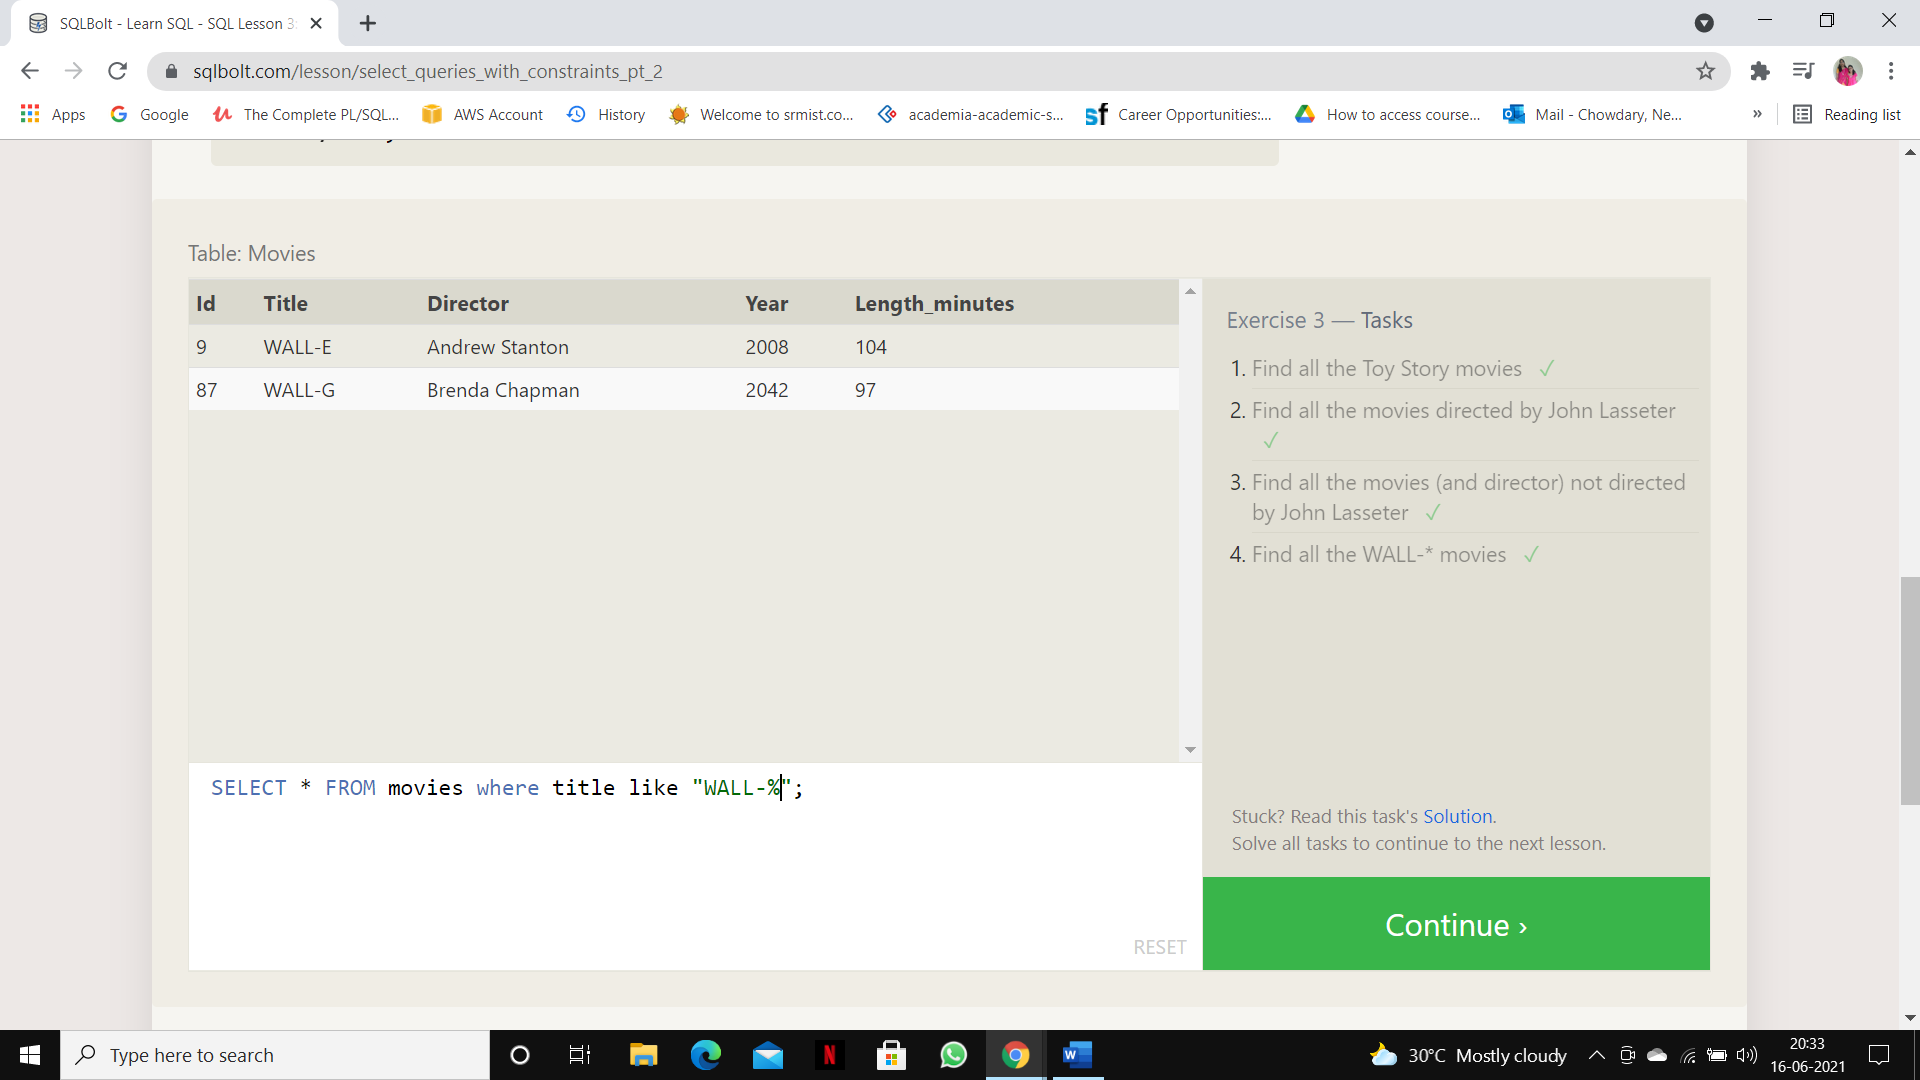 SQLBolt - Learn SQL - SQL Lesson 3:
sqlbolt.com/lesson/select_queries_with_constraints_pt_2
Apps Google The Complete PL/SQL... AWS Account History Welcome to srmist.co... academia-academic-s... Career Opportunities:... How to access course... Mail - Chowdary, Ne... » Reading list
Table: Movies
Id Title Director Year Length_minutes
9 WALL-E Andrew Stanton 2008 104
87 WALL-G Brenda Chapman 2042 97
Exercise 3 — Tasks
1. Find all the Toy Story movies ✓
2. Find all the movies directed by John Lasseter
✓
3. Find all the movies (and director) not directed
by John Lasseter ✓
4. Find all the WALL-* movies ✓
SELECT * FROM movies where title like "WALL-%";
RESET
Stuck? Read this task's Solution.
Solve all tasks to continue to the next lesson.
Continue ›
Type here to search
30°C Mostly cloudy
20:33
16-06-2021